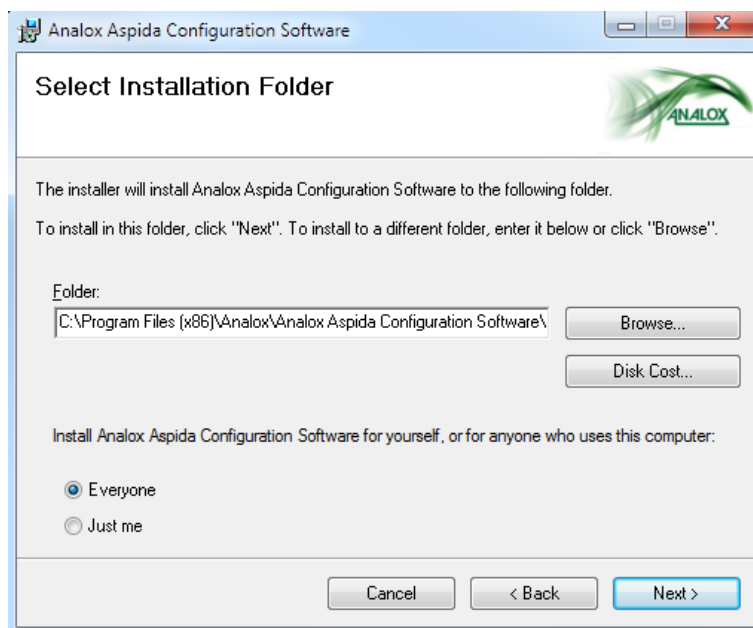 Analox Aspida Configuration Software
Select Installation Folder
ANALOX
The installer will install Analox Aspida Configuration Software to the following folder.
To install in this folder, click "Next". To install to a different folder, enter it below or click "Browse".
Folder:
C:\Program Files (x86)\Analox\Analox Aspida Configuration Software\
Browse...
Disk Cost...
Install Analox Aspida Configuration Software for yourself, or for anyone who uses this computer:
Everyone
Just me
Cancel
< Back
Next >